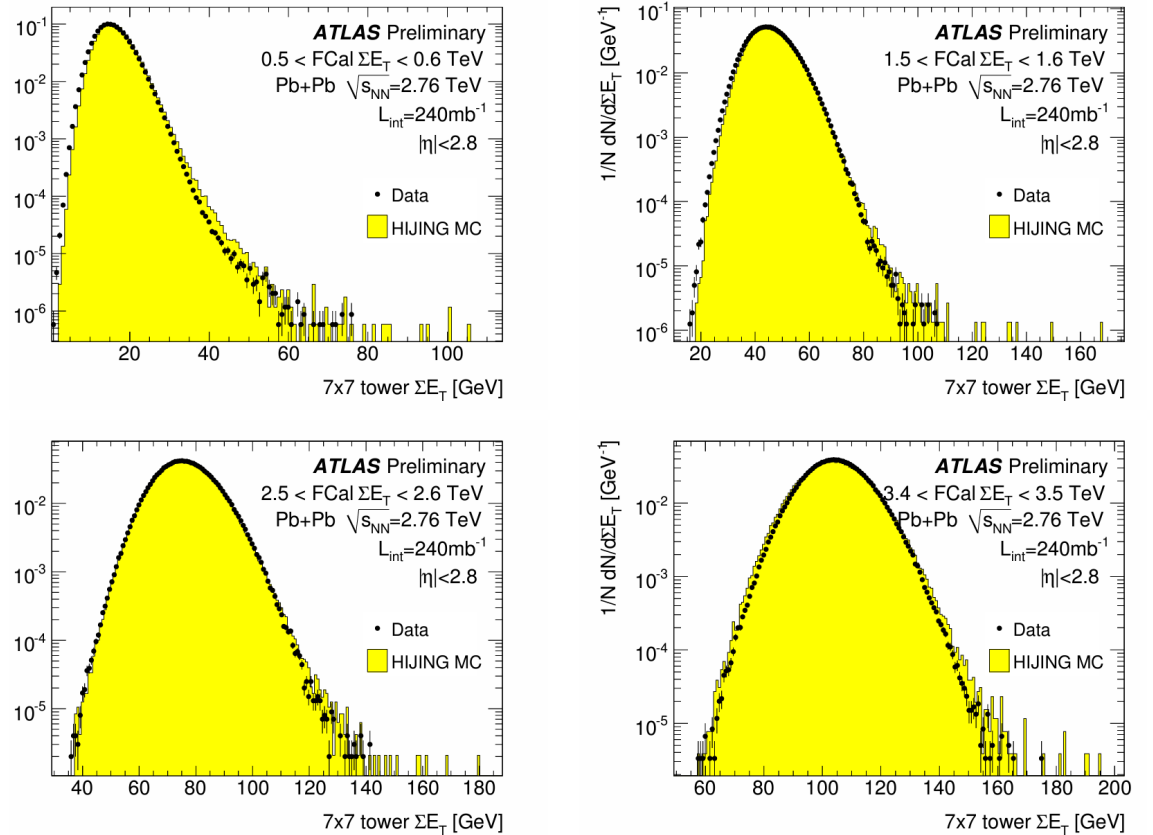 ATLAS Preliminary
0.5 < FCal ΣE_T < 0.6 TeV
Pb+Pb √s_NN=2.76 TeV
L_int=240mb⁻¹
|η|<2.8
Data
HIJING MC
10⁻¹
10⁻²
10⁻³
10⁻⁴
10⁻⁵
10⁻⁶
20 40 60 80 100
7x7 tower ΣE_T [GeV]
1/N dN/dΣE_T [GeV⁻¹]
ATLAS Preliminary
1.5 < FCal ΣE_T < 1.6 TeV
Pb+Pb √s_NN=2.76 TeV
L_int=240mb⁻¹
|η|<2.8
Data
HIJING MC
10⁻¹
10⁻²
10⁻³
10⁻⁴
10⁻⁵
10⁻⁶
20 40 60 80 100 120 140 160
7x7 tower ΣE_T [GeV]
ATLAS Preliminary
2.5 < FCal ΣE_T < 2.6 TeV
Pb+Pb √s_NN=2.76 TeV
L_int=240mb⁻¹
|η|<2.8
Data
HIJING MC
10⁻²
10⁻³
10⁻⁴
10⁻⁵
40 60 80 100 120 140 160 180
7x7 tower ΣE_T [GeV]
1/N dN/dΣE_T [GeV⁻¹]
ATLAS Preliminary
3.4 < FCal ΣE_T < 3.5 TeV
Pb+Pb √s_NN=2.76 TeV
L_int=240mb⁻¹
|η|<2.8
Data
HIJING MC
10⁻²
10⁻³
10⁻⁴
10⁻⁵
60 80 100 120 140 160 180 200
7x7 tower ΣE_T [GeV]